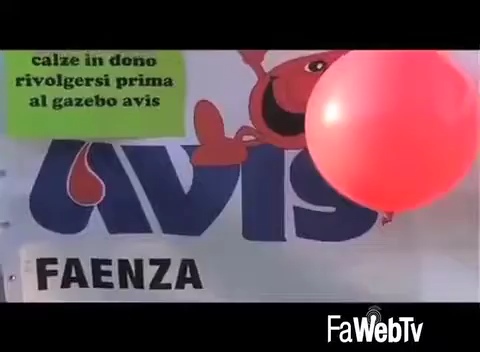 calze in dono
rivolgersi prima
al gazebo avis
AVIS
FAENZA
FaWebTv